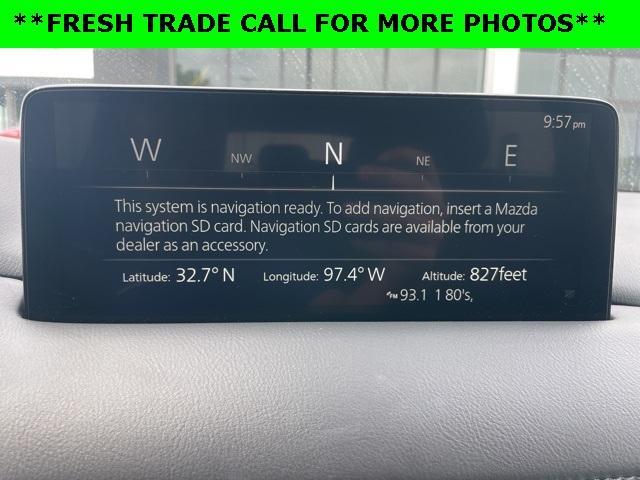 **FRESH TRADE CALL FOR MORE PHOTOS**
9:57pm
W NW N NE E
This system is navigation ready. To add navigation, insert a Mazda
navigation SD card. Navigation SD cards are available from your
dealer as an accessory.
Latitude: 32.7° N Longitude: 97.4° W Altitude: 827feet
FM 93.1 1 80's,